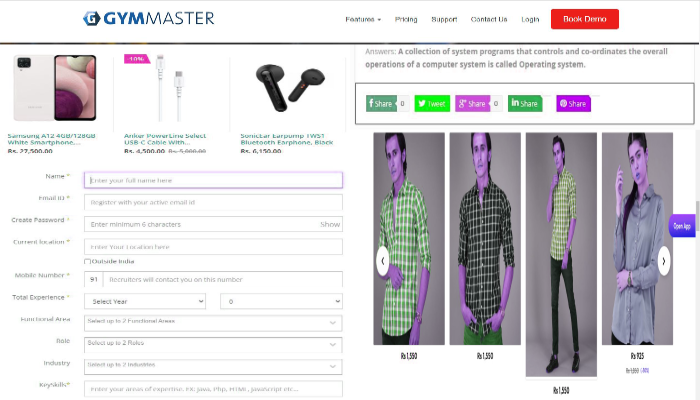 GYMMASTER
Features Pricing Support Contact Us Login Book Demo
Answers: A collection of system programs that controls and co-ordinates the overall
operations of a computer system is called Operating system.
-10%
Samsung A12 4GB/128GB
White Smartphone,...
Rs. 27,500.00
Anker PowerLine Select
USB-C Cable With...
Rs. 4,500.00 Rs. 5,000.00
SonicEar Earpump TWS1
Bluetooth Earphone, Black
Rs. 6,150.00
Share 0 Tweet Share 0 Share Share
Name *
Enter your full name here
Email ID *
Register with your active email id
Create Password *
Enter minimum 6 characters Show
Current location *
Enter Your Location here
Outside India
Mobile Number *
91 Recruiters will contact you on this number
Total Experience *
Select Year 0
Functional Area
Select up to 2 Functional Areas
Role
Select up to 2 Roles
Industry
Select up to 2 Industries
Keyskills*
Enter your areas of expertise. EX: Java, Php, HTML, JavaScript etc...
Open App
Rs 1,550
Rs 1,550
Rs 1,550
Rs 925